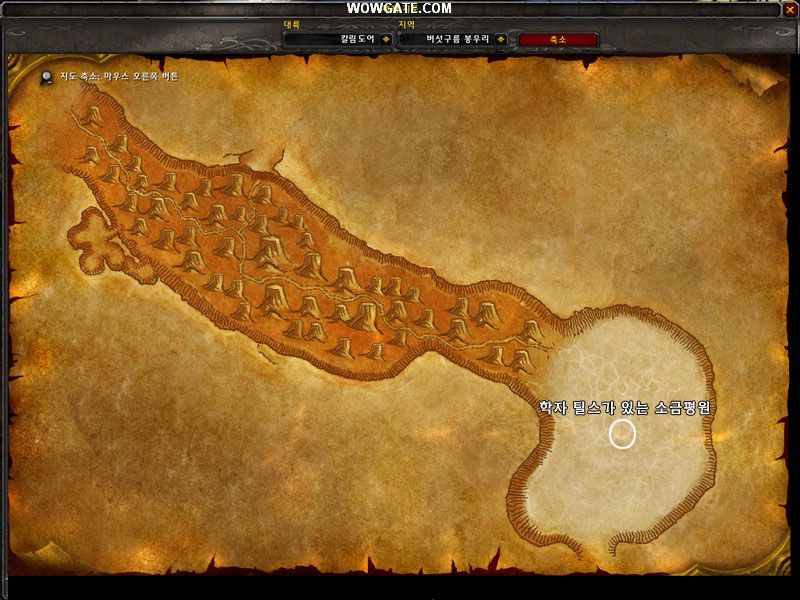 WOWGATE.COM
대륙 지역
칼림도어 버섯구름 봉우리 축소
지도 축소: 마우스 오른쪽 버튼
학자 틸스가 있는 소금평원